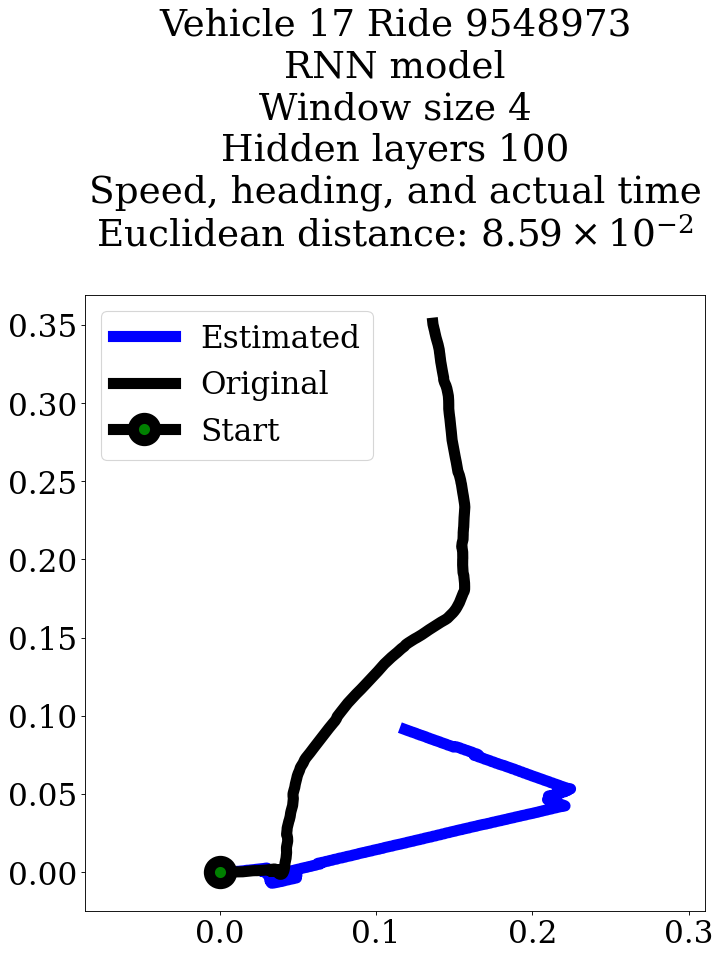 Vehicle 17 Ride 9548973
RNN model
Window size 4
Hidden layers 100
Speed, heading, and actual time
Euclidean distance: 8.59 × 10⁻²
Estimated
Original
Start
0.35
0.30
0.25
0.20
0.15
0.10
0.05
0.00
0.0 0.1 0.2 0.3